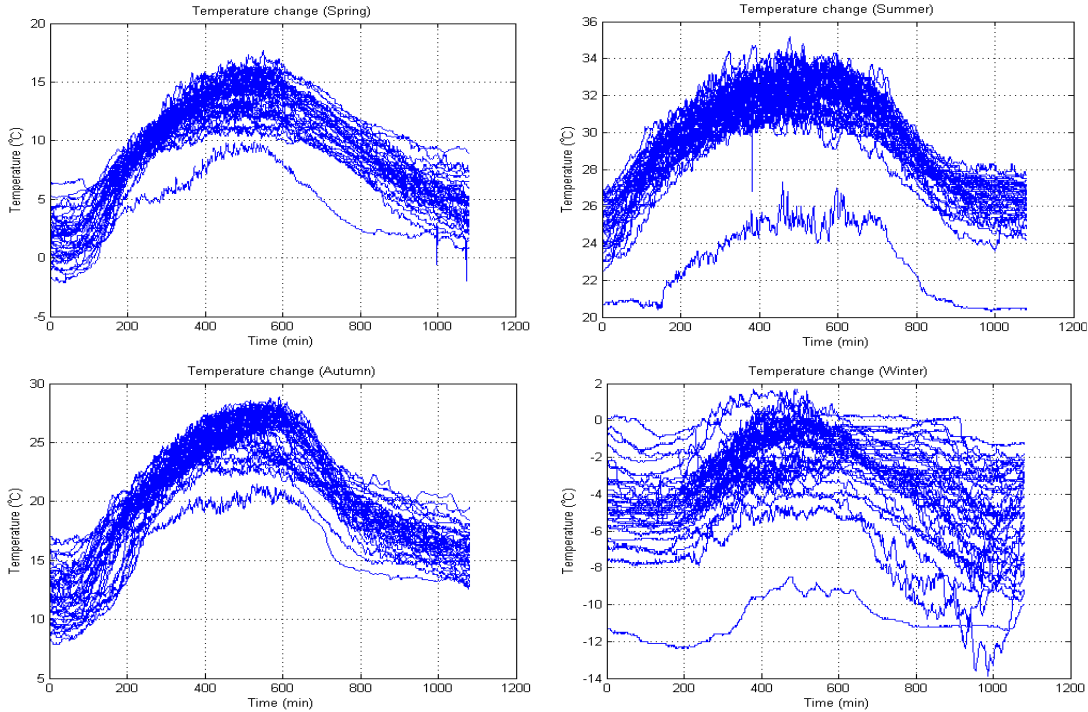 Temperature change (Spring)
20
15
10
5
0
-5
Temperature (°C)
0 200 400 600 800 1000 1200
Time (min)
Temperature change (Summer)
36
34
32
30
28
26
24
22
20
Temperature (°C)
0 200 400 600 800 1000 1200
Time (min)
Temperature change (Autumn)
30
25
20
15
10
5
Temperature (°C)
0 200 400 600 800 1000 1200
Time (min)
Temperature change (Winter)
2
0
-2
-4
-6
-8
-10
-12
-14
Temperature (°C)
0 200 400 600 800 1000 1200
Time (min)